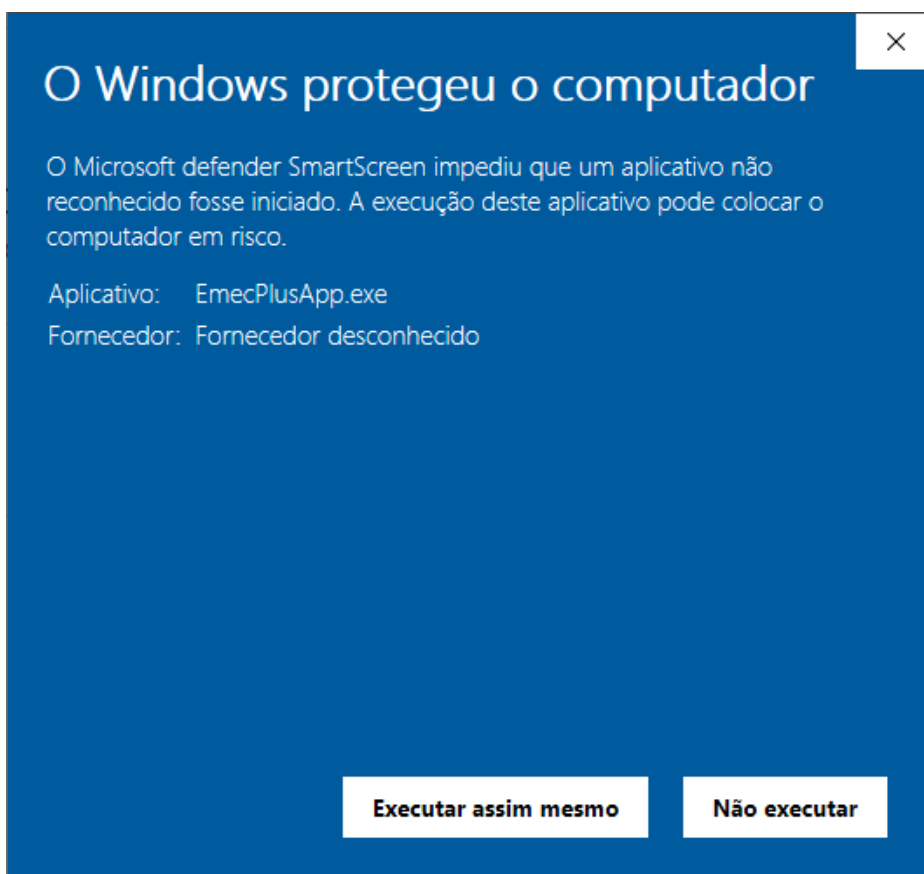 O Windows protegeu o computador
O Microsoft defender SmartScreen impediu que um aplicativo não
reconhecido fosse iniciado. A execução deste aplicativo pode colocar o
computador em risco.
Aplicativo: EmecPlusApp.exe
Fornecedor: Fornecedor desconhecido
Executar assim mesmo
Não executar